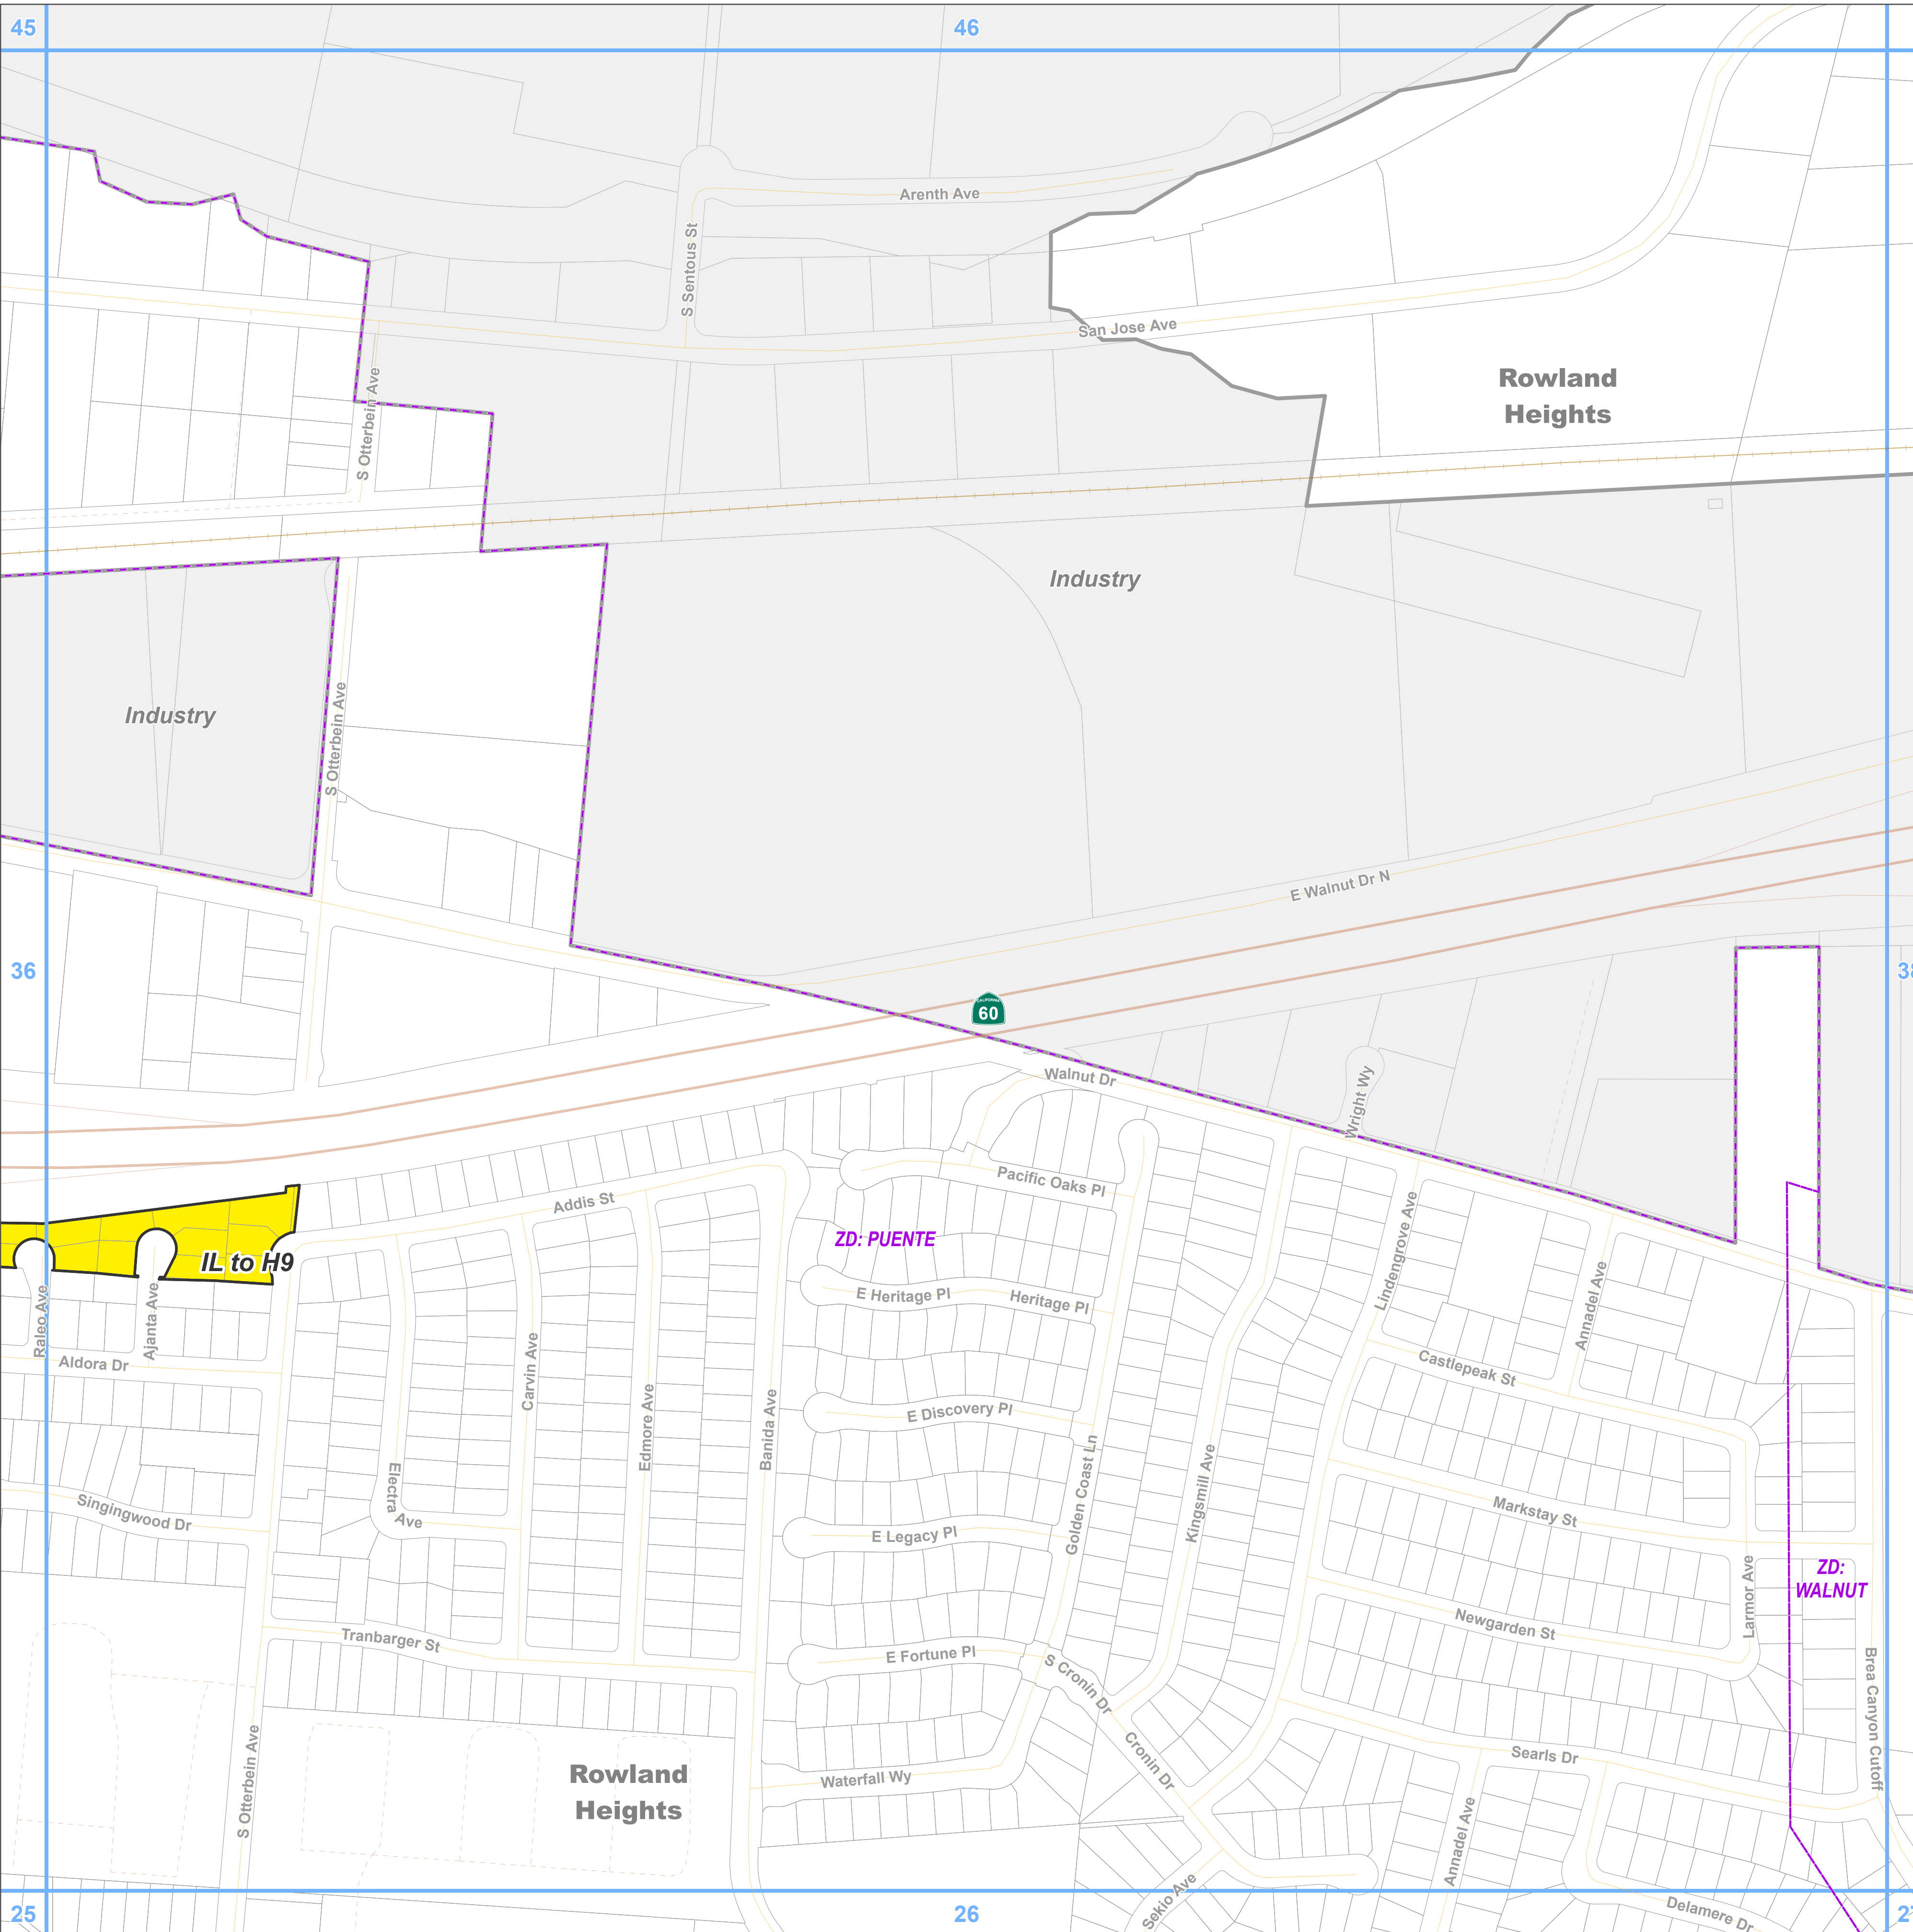 45
46
Arenth Ave
S Sentous St
San Jose Ave
Rowland
Heights
S Otterbein Ave
Industry
Industry
S Otterbein Ave
E Walnut Dr N
36
38
CALIFORNIA
60
Walnut Dr
Wright Wy
Pacific Oaks Pl
Addis St
ZD: PUENTE
Lindengrove Ave
IL to H9
E Heritage Pl
Heritage Pl
Annadel Ave
Raleo Ave
Ajanta Ave
Aldora Dr
Carvin Ave
Castlepeak St
Edmore Ave
Banida Ave
E Discovery Pl
Golden Coast Ln
Kingsmill Ave
Electra Ave
Singingwood Dr
Markstay St
E Legacy Pl
ZD:
WALNUT
Larmor Ave
Newgarden St
Tranbarger St
E Fortune Pl
S Cronin Dr
Brea Canyon Cutoff
Cronin Dr
Searls Dr
Rowland
Heights
Waterfall Wy
S Otterbein Ave
Annadel Ave
Sekio Ave
Delamere Dr
25
26